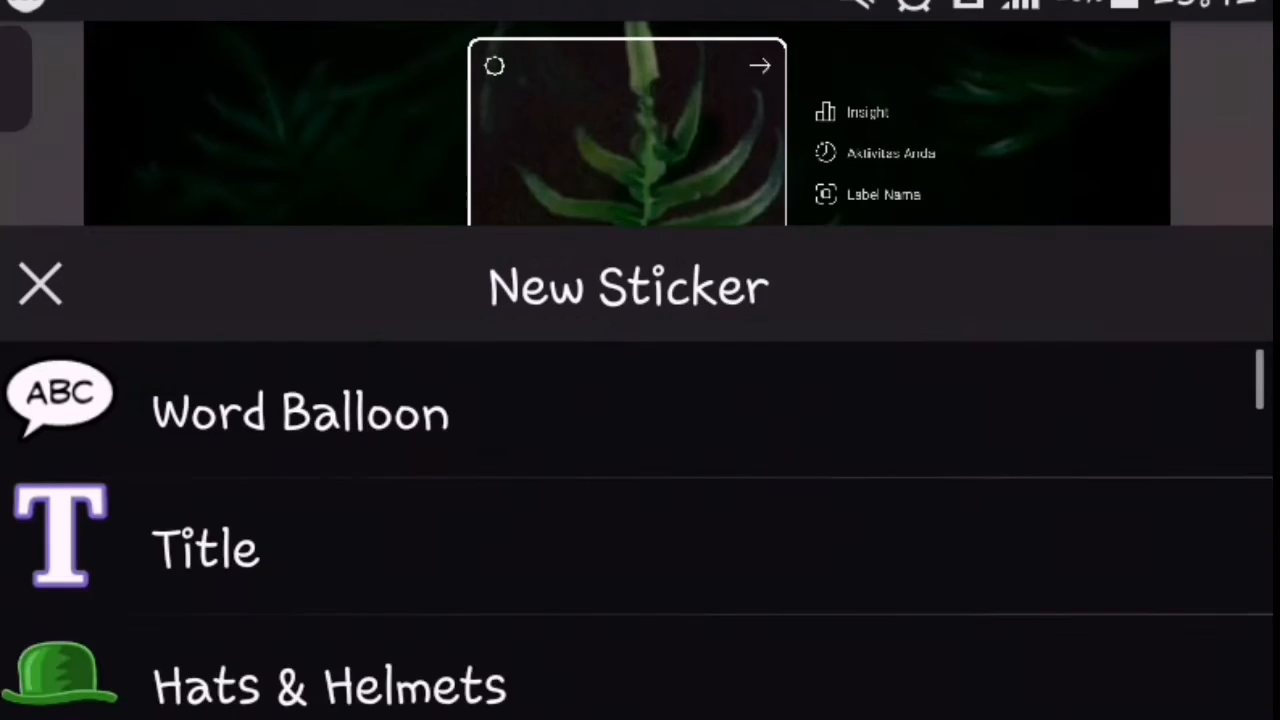 Insight
Aktivitas Anda
Label Nama
New Sticker
ABC
Word Balloon
T
Title
Hats & Helmets